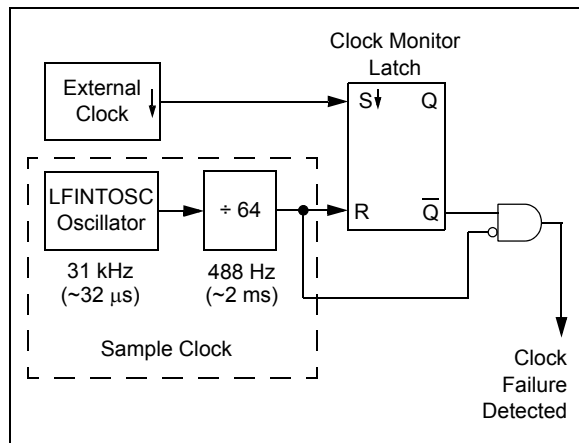 Clock Monitor
Latch
External
Clock
S
Q
LFINTOSC
Oscillator
÷ 64
R
Q̅
31 kHz
(~32 μs)
488 Hz
(~2 ms)
Sample Clock
Clock
Failure
Detected